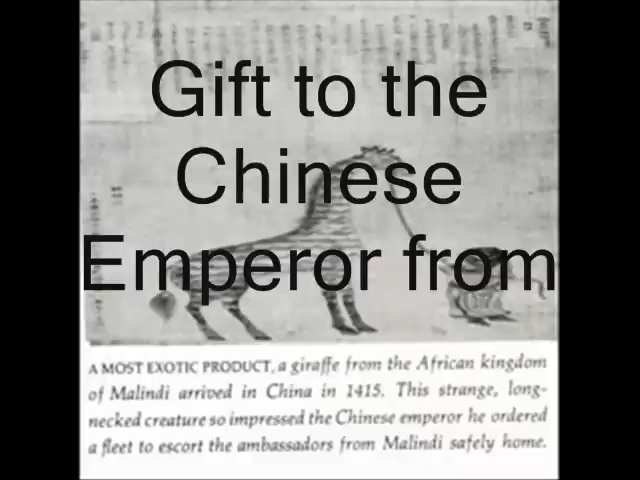 Gift to the
Chinese
Emperor from
A MOST EXOTIC PRODUCT, a giraffe from the African kingdom
of Malindi arrived in China in 1415. This strange, long-
necked creature so impressed the Chinese emperor he ordered
a fleet to escort the ambassadors from Malindi safely home.